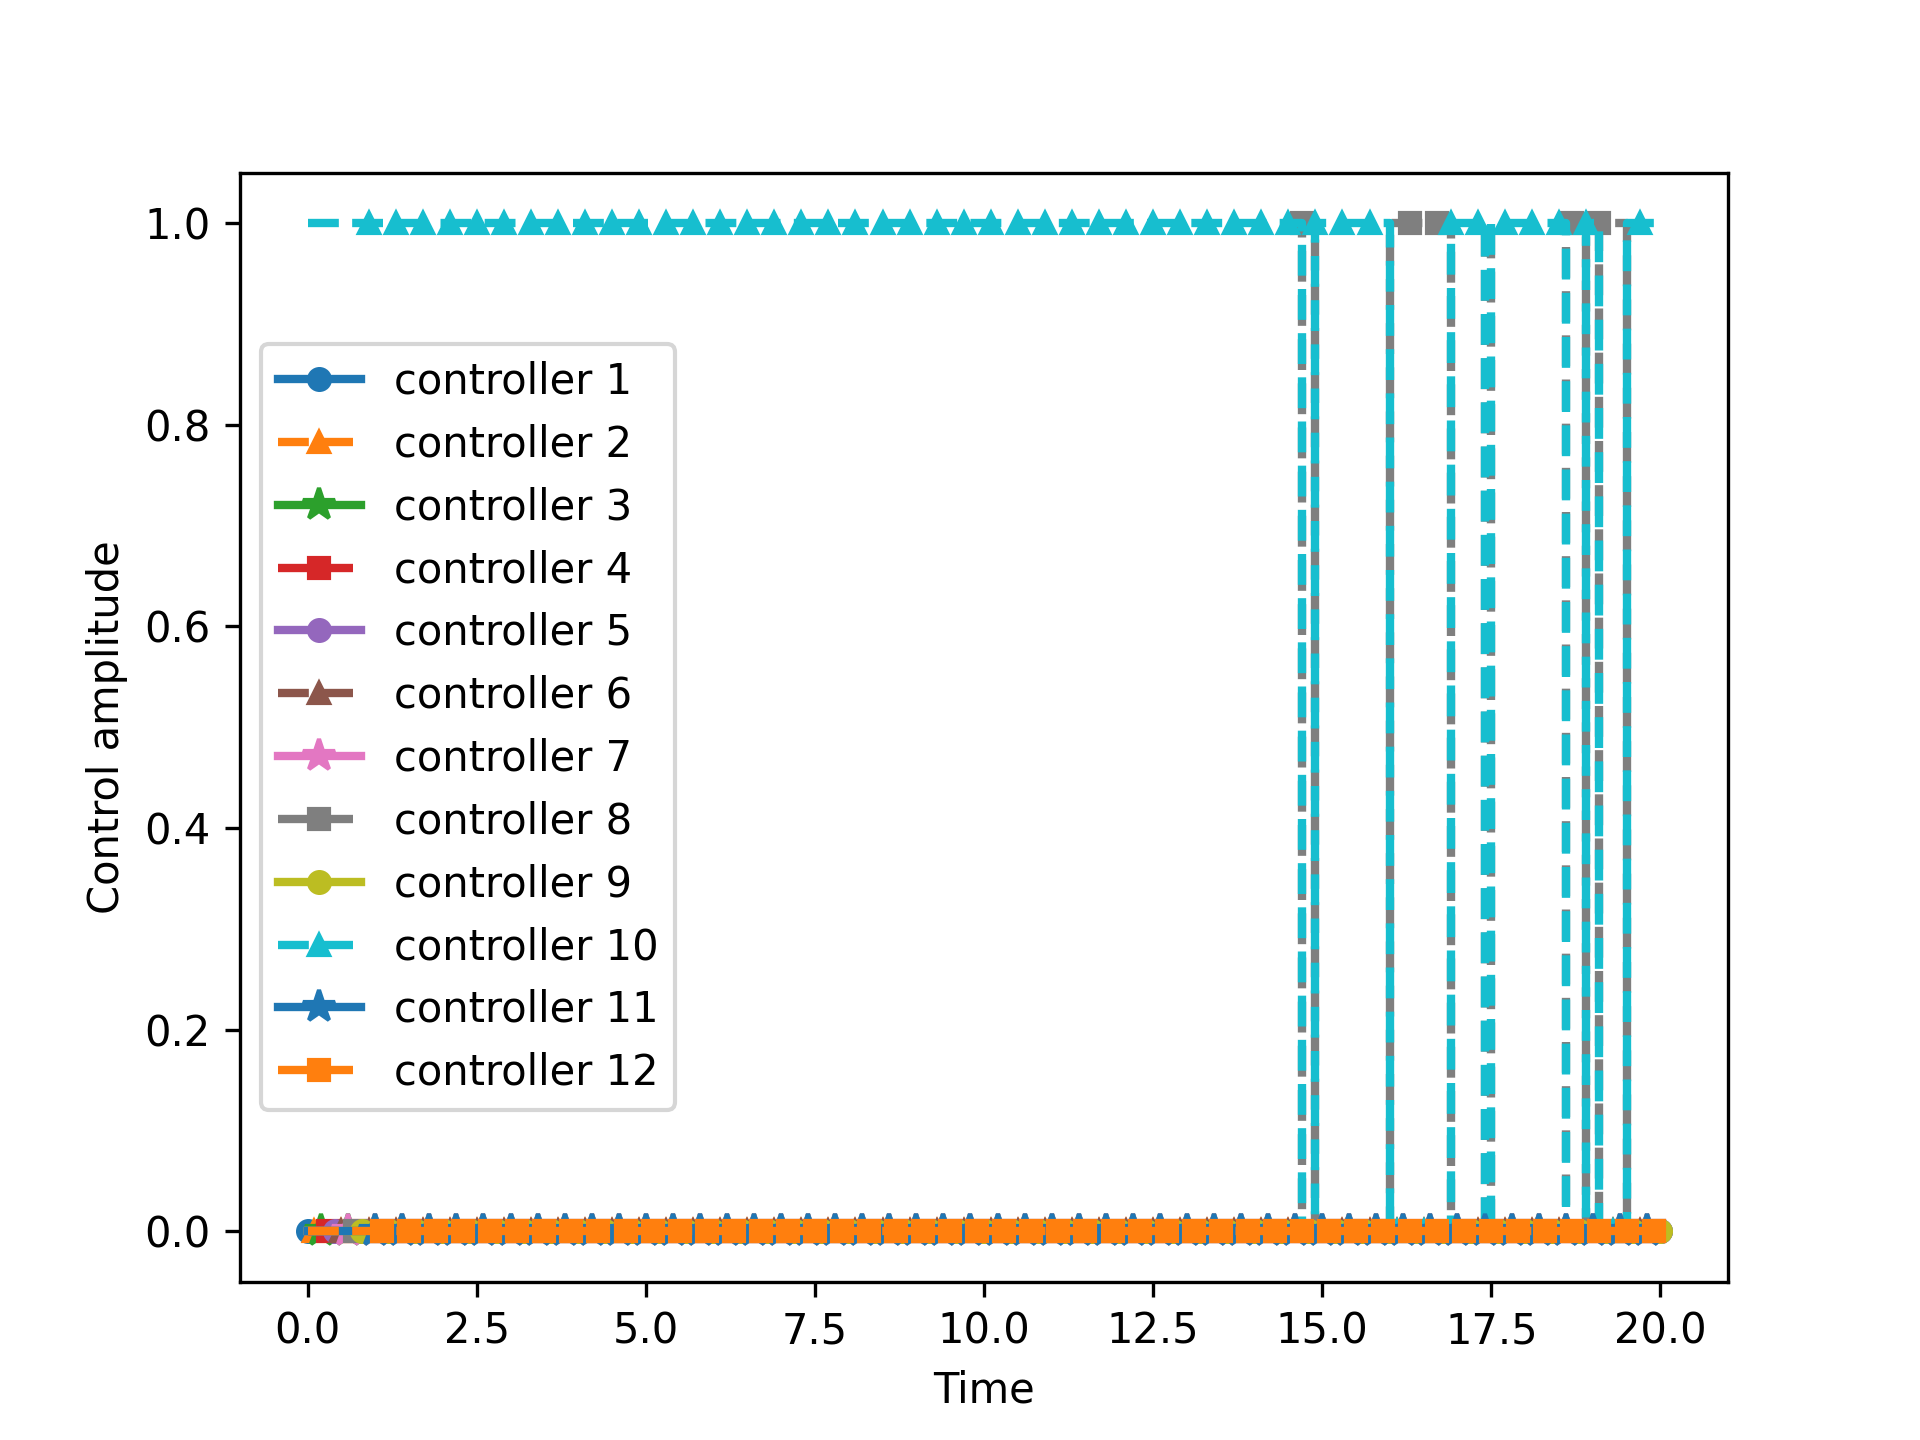 1.0
0.8
0.6
0.4
0.2
0.0
Control amplitude
controller 1
controller 2
controller 3
controller 4
controller 5
controller 6
controller 7
controller 8
controller 9
controller 10
controller 11
controller 12
0.0 2.5 5.0 7.5 10.0 12.5 15.0 17.5 20.0
Time